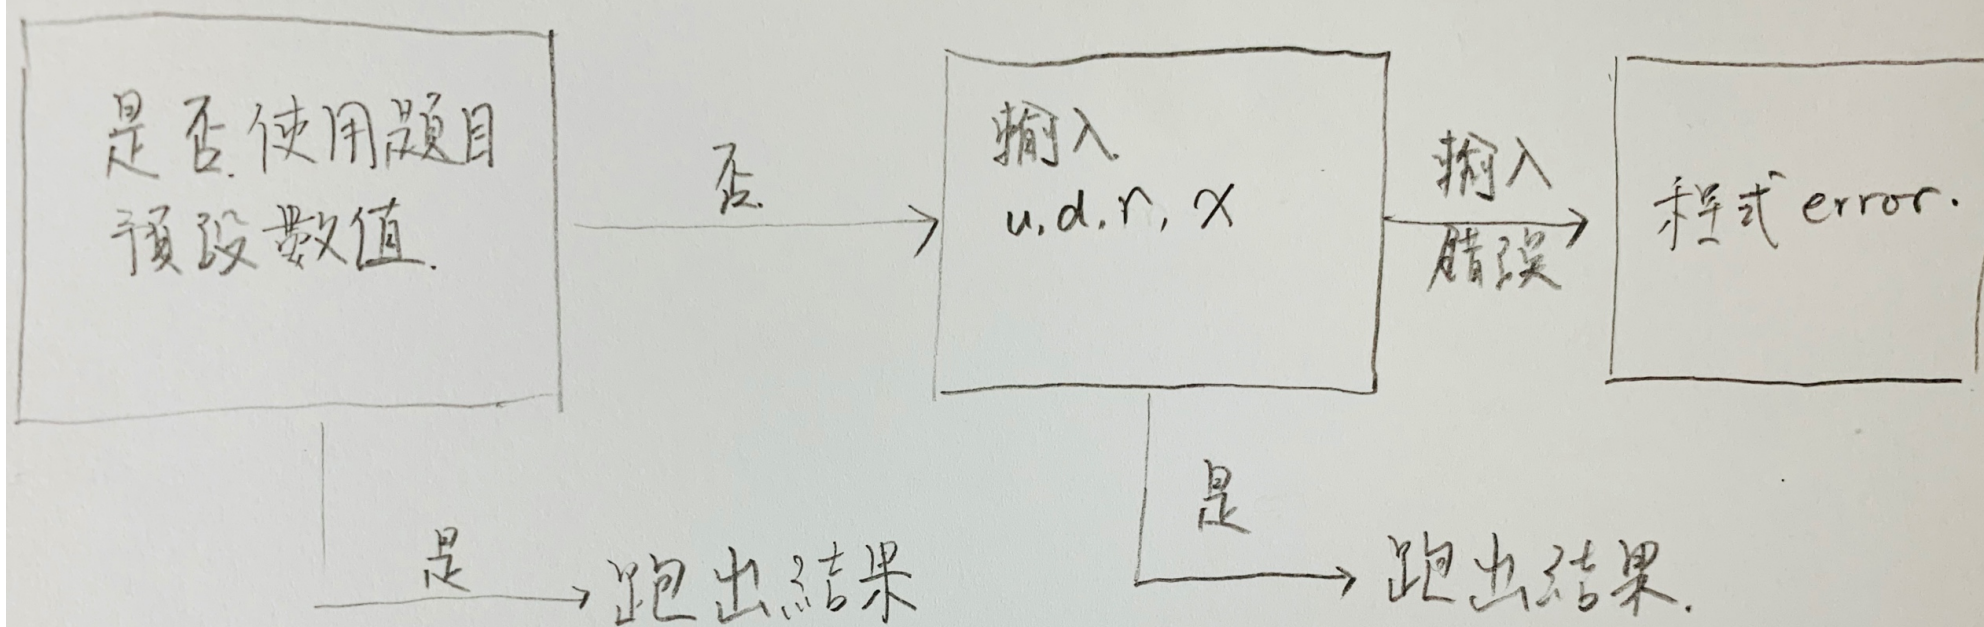 是否使用題目
預設數值.
否
輸入
u, d, r, x
輸入
錯誤
程式 error.
是
跑出結果
是
跑出結果.